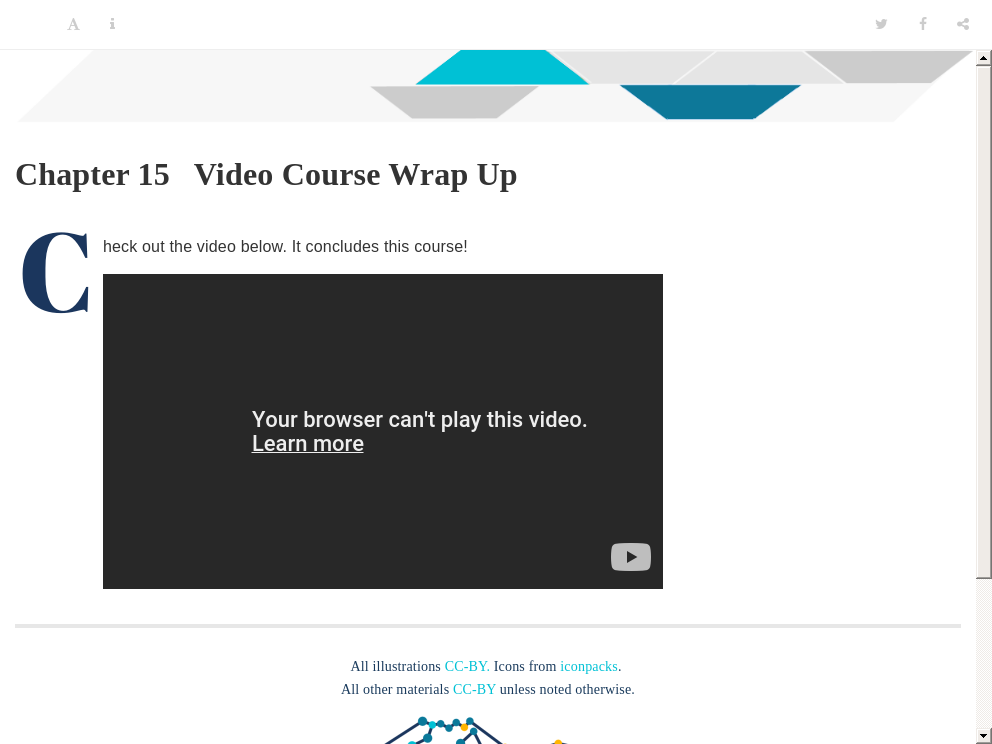 Chapter 15 Video Course Wrap Up
Check out the video below. It concludes this course!
Your browser can't play this video.
Learn more
All illustrations CC-BY. Icons from iconpacks.
All other materials CC-BY unless noted otherwise.